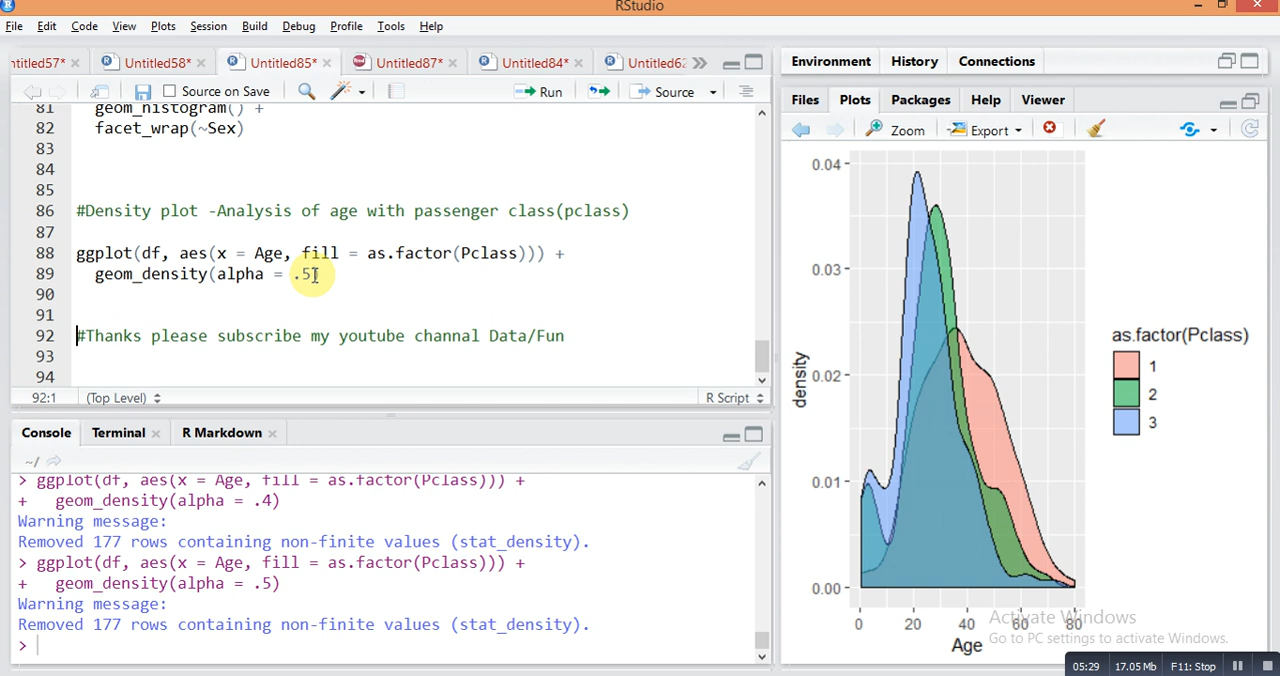 RStudio
File Edit Code View Plots Session Build Debug Profile Tools Help
ntitled57* Untitled58* Untitled85* Untitled87* Untitled84* Untitled62
Source on Save Run Source
81 geom_histogram() +
82 facet_wrap(~Sex)
83
84
85
86 #Density plot -Analysis of age with passenger class(pclass)
87
88 ggplot(df, aes(x = Age, fill = as.factor(Pclass))) +
89 geom_density(alpha = .5)
90
91
92 #Thanks please subscribe my youtube channal Data/Fun
93
94
92:1 (Top Level) R Script
Console Terminal R Markdown
~/
> ggplot(df, aes(x = Age, fill = as.factor(Pclass))) +
+ geom_density(alpha = .4)
Warning message:
Removed 177 rows containing non-finite values (stat_density).
> ggplot(df, aes(x = Age, fill = as.factor(Pclass))) +
+ geom_density(alpha = .5)
Warning message:
Removed 177 rows containing non-finite values (stat_density).
>
Environment History Connections
Files Plots Packages Help Viewer
Zoom Export
0.04
0.03
0.02
0.01
0.00
density
0 20 40 60 80
Age
as.factor(Pclass)
1
2
3
Activate Windows
Go to PC settings to activate Windows.
05:29 17.05Mb F11: Stop